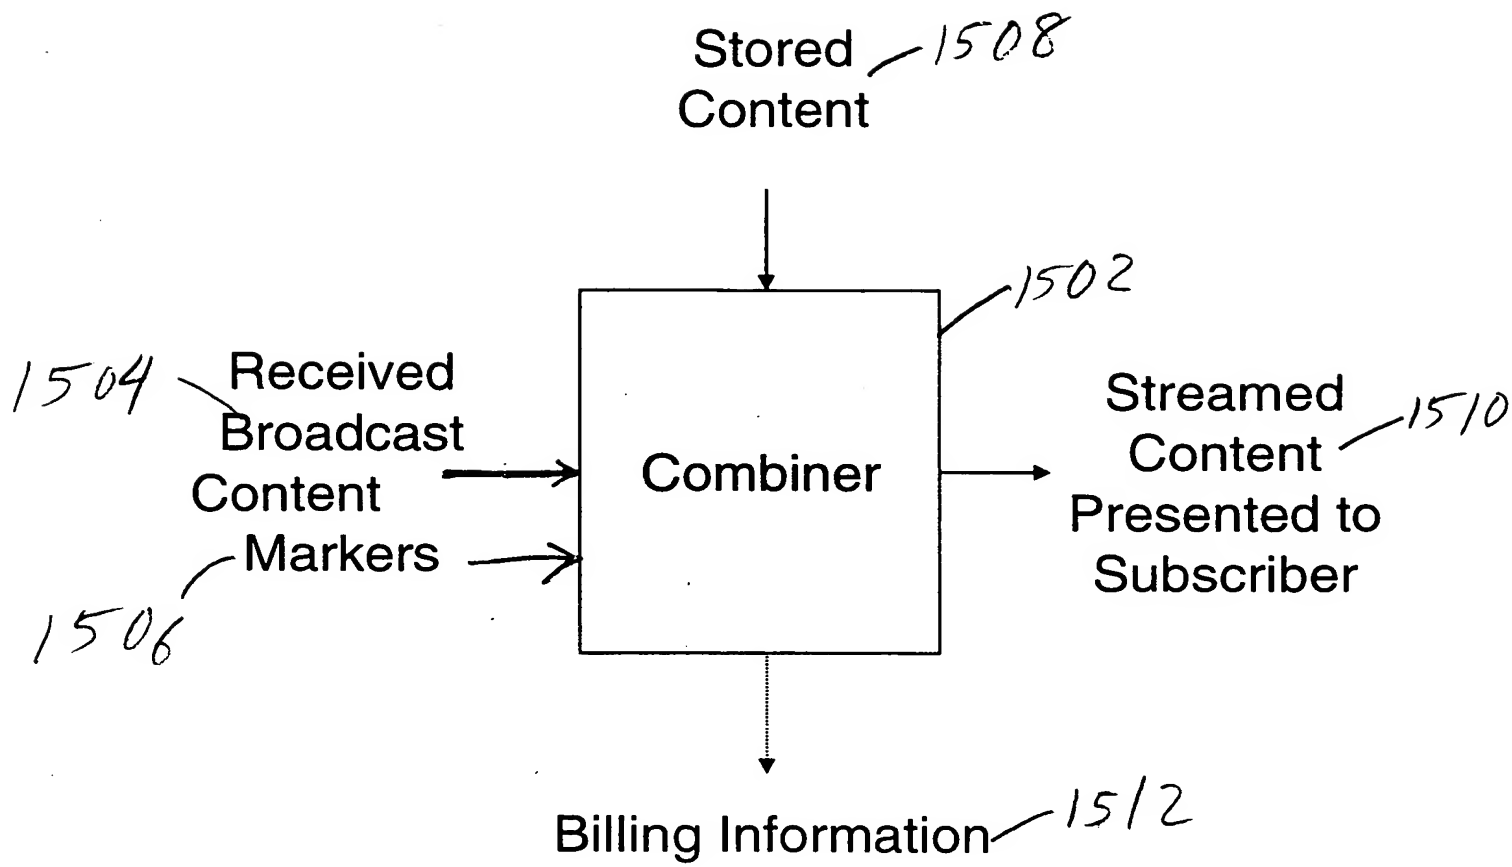 Stored 1508
Content
1502
1504 Received
Broadcast
Content
Markers
1506
Combiner
Streamed
Content 1510
Presented to
Subscriber
Billing Information 1512